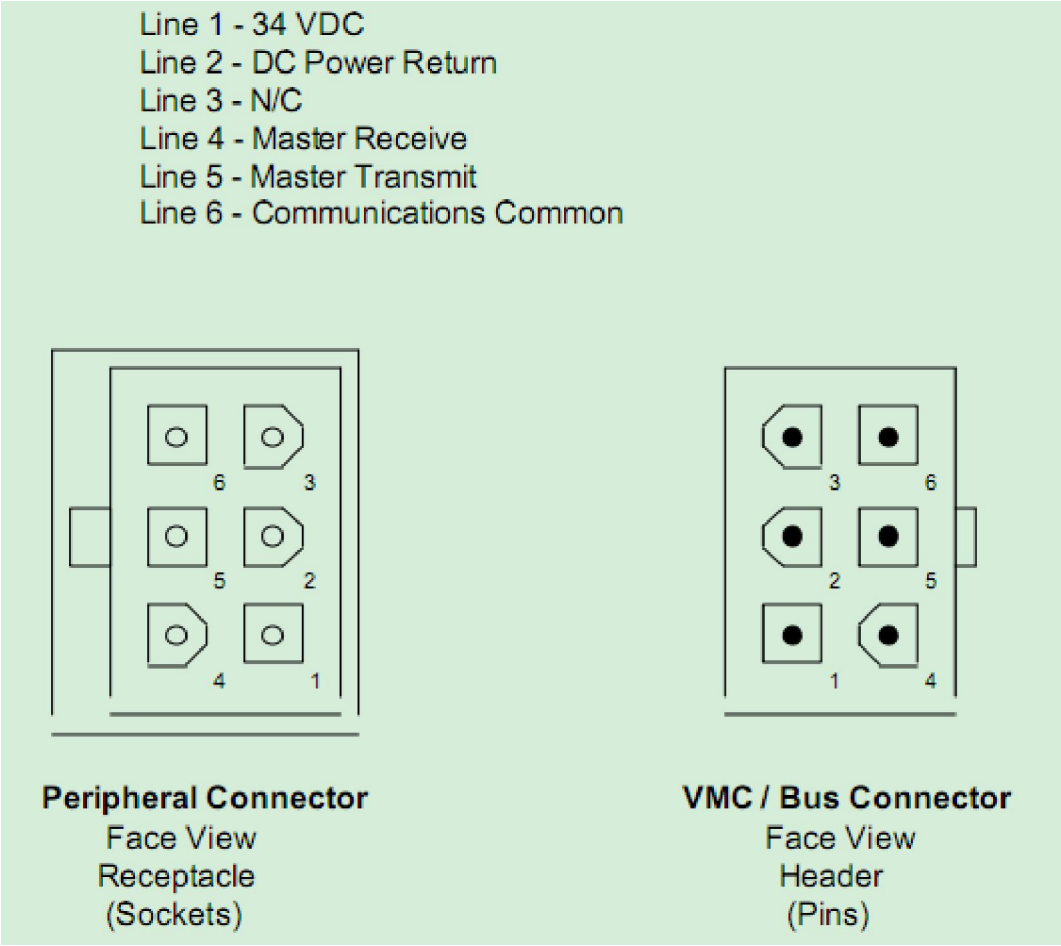 Line 1 - 34 VDC
Line 2 - DC Power Return
Line 3 - N/C
Line 4 - Master Receive
Line 5 - Master Transmit
Line 6 - Communications Common
6 3
5 2
4 1
3 6
2 5
1 4
Peripheral Connector
Face View
Receptacle
(Sockets)
VMC / Bus Connector
Face View
Header
(Pins)